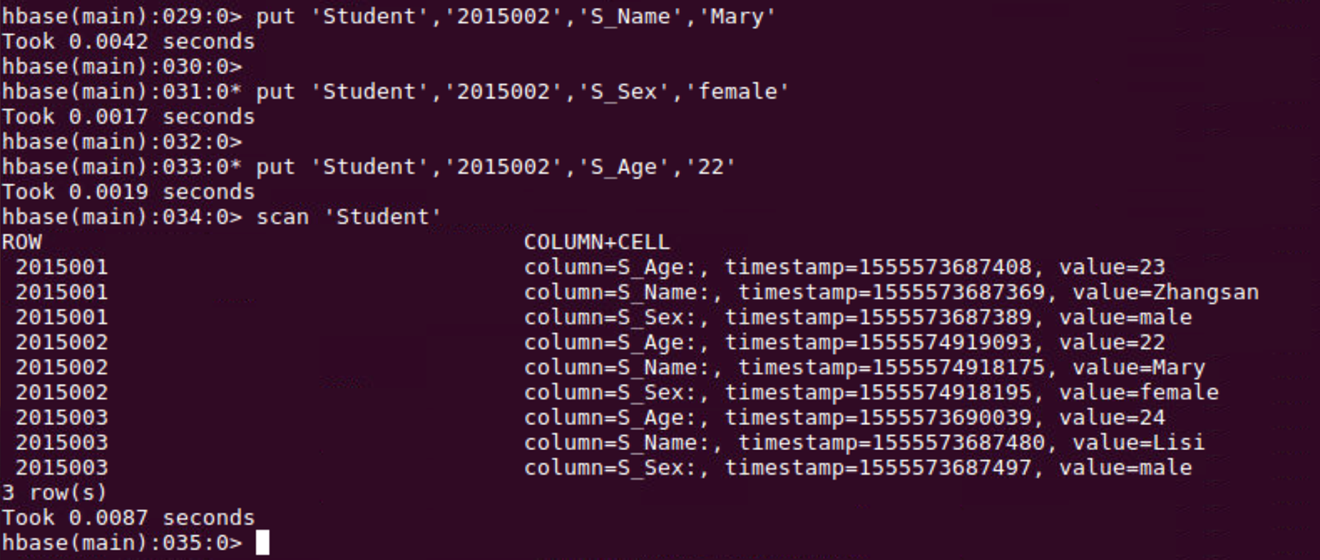 hbase(main):029:0> put 'Student','2015002','S_Name','Mary'
Took 0.0042 seconds
hbase(main):030:0>
hbase(main):031:0* put 'Student','2015002','S_Sex','female'
Took 0.0017 seconds
hbase(main):032:0>
hbase(main):033:0* put 'Student','2015002','S_Age','22'
Took 0.0019 seconds
hbase(main):034:0> scan 'Student'
ROW COLUMN+CELL
2015001 column=S_Age:, timestamp=1555573687408, value=23
2015001 column=S_Name:, timestamp=1555573687369, value=Zhangsan
2015001 column=S_Sex:, timestamp=1555573687389, value=male
2015002 column=S_Age:, timestamp=1555574919093, value=22
2015002 column=S_Name:, timestamp=1555574918175, value=Mary
2015002 column=S_Sex:, timestamp=1555574918195, value=female
2015003 column=S_Age:, timestamp=1555573690039, value=24
2015003 column=S_Name:, timestamp=1555573687480, value=Lisi
2015003 column=S_Sex:, timestamp=1555573687497, value=male
3 row(s)
Took 0.0087 seconds
hbase(main):035:0>